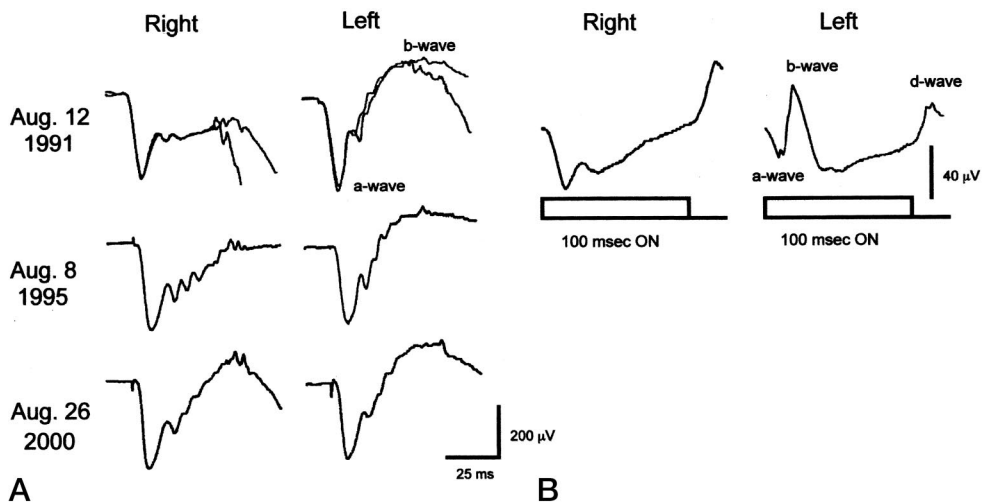 Right
Left
b-wave
Aug. 12
1991
a-wave
Aug. 8
1995
Aug. 26
2000
200 µV
25 ms
A
Right
Left
b-wave
d-wave
a-wave
40 µV
100 msec ON
100 msec ON
B